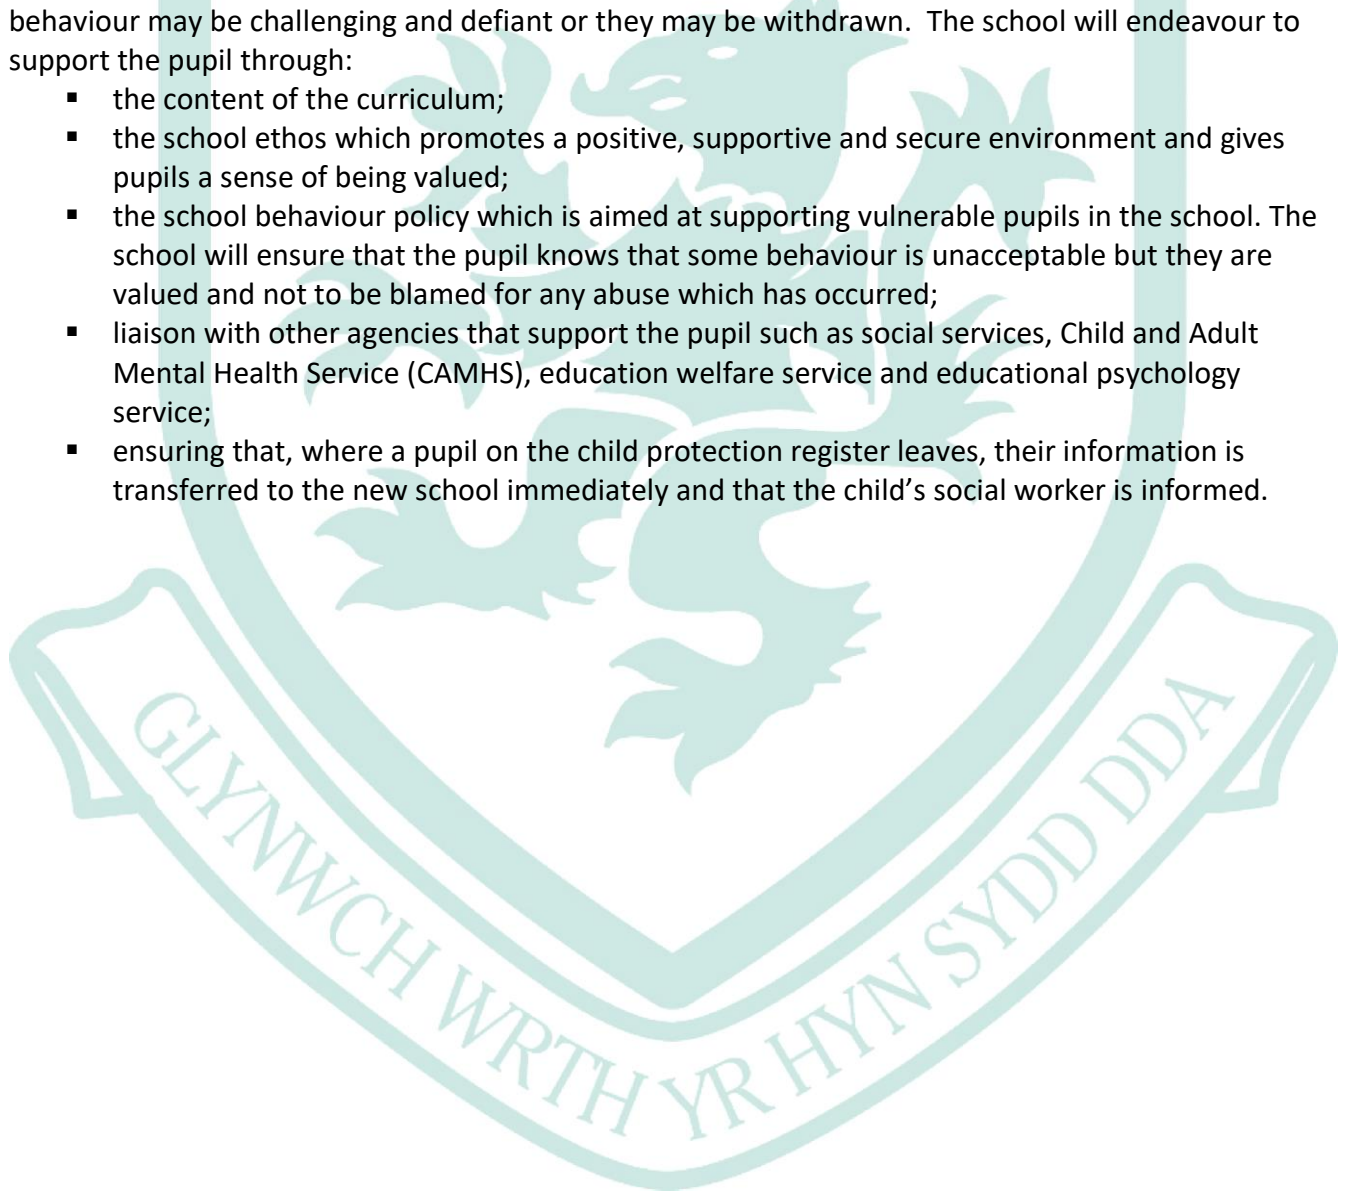 behaviour may be challenging and defiant or they may be withdrawn.  The school will endeavour to
support the pupil through:
▪ the content of the curriculum;
▪ the school ethos which promotes a positive, supportive and secure environment and gives
pupils a sense of being valued;
▪ the school behaviour policy which is aimed at supporting vulnerable pupils in the school. The
school will ensure that the pupil knows that some behaviour is unacceptable but they are
valued and not to be blamed for any abuse which has occurred;
▪ liaison with other agencies that support the pupil such as social services, Child and Adult
Mental Health Service (CAMHS), education welfare service and educational psychology
service;
▪ ensuring that, where a pupil on the child protection register leaves, their information is
transferred to the new school immediately and that the child’s social worker is informed.
GLYNWCH WRTH YR HYN SYDD DDA